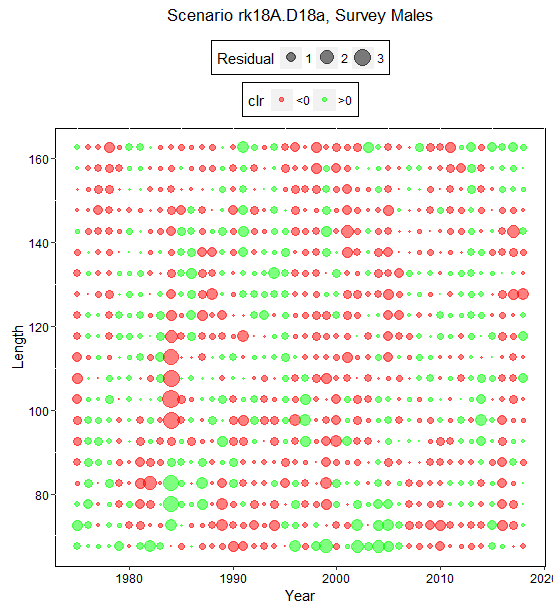 Scenario rk18A.D18a, Survey Males
Residual 1 2 3
clr <0 >0
160
140
120
100
80
Length
1980 1990 2000 2010 2020
Year